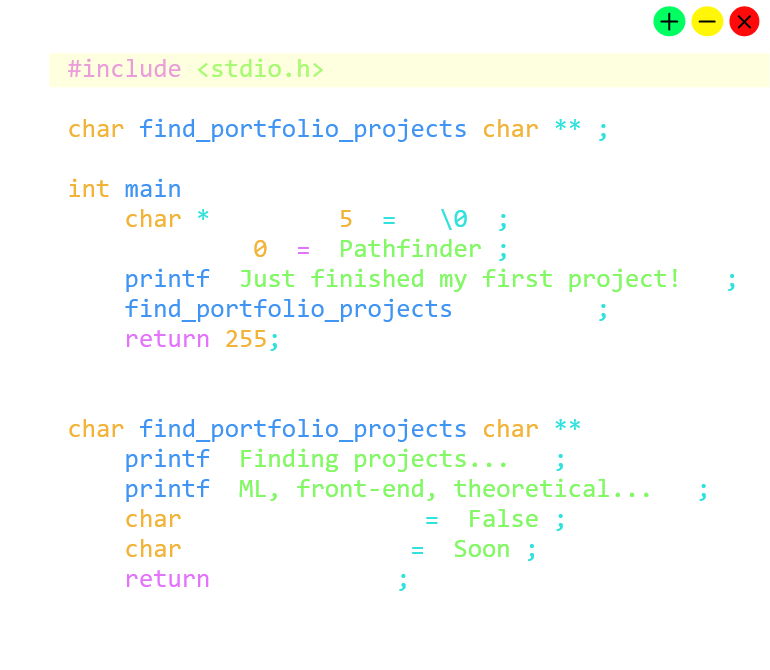 #include <stdio.h>
char find_portfolio_projects char ** ;
int main
char * 5 = \0 ;
0 = Pathfinder ;
printf Just finished my first project! ;
find_portfolio_projects ;
return 255;
char find_portfolio_projects char **
printf Finding projects... ;
printf ML, front-end, theoretical... ;
char = False ;
char = Soon ;
return ;